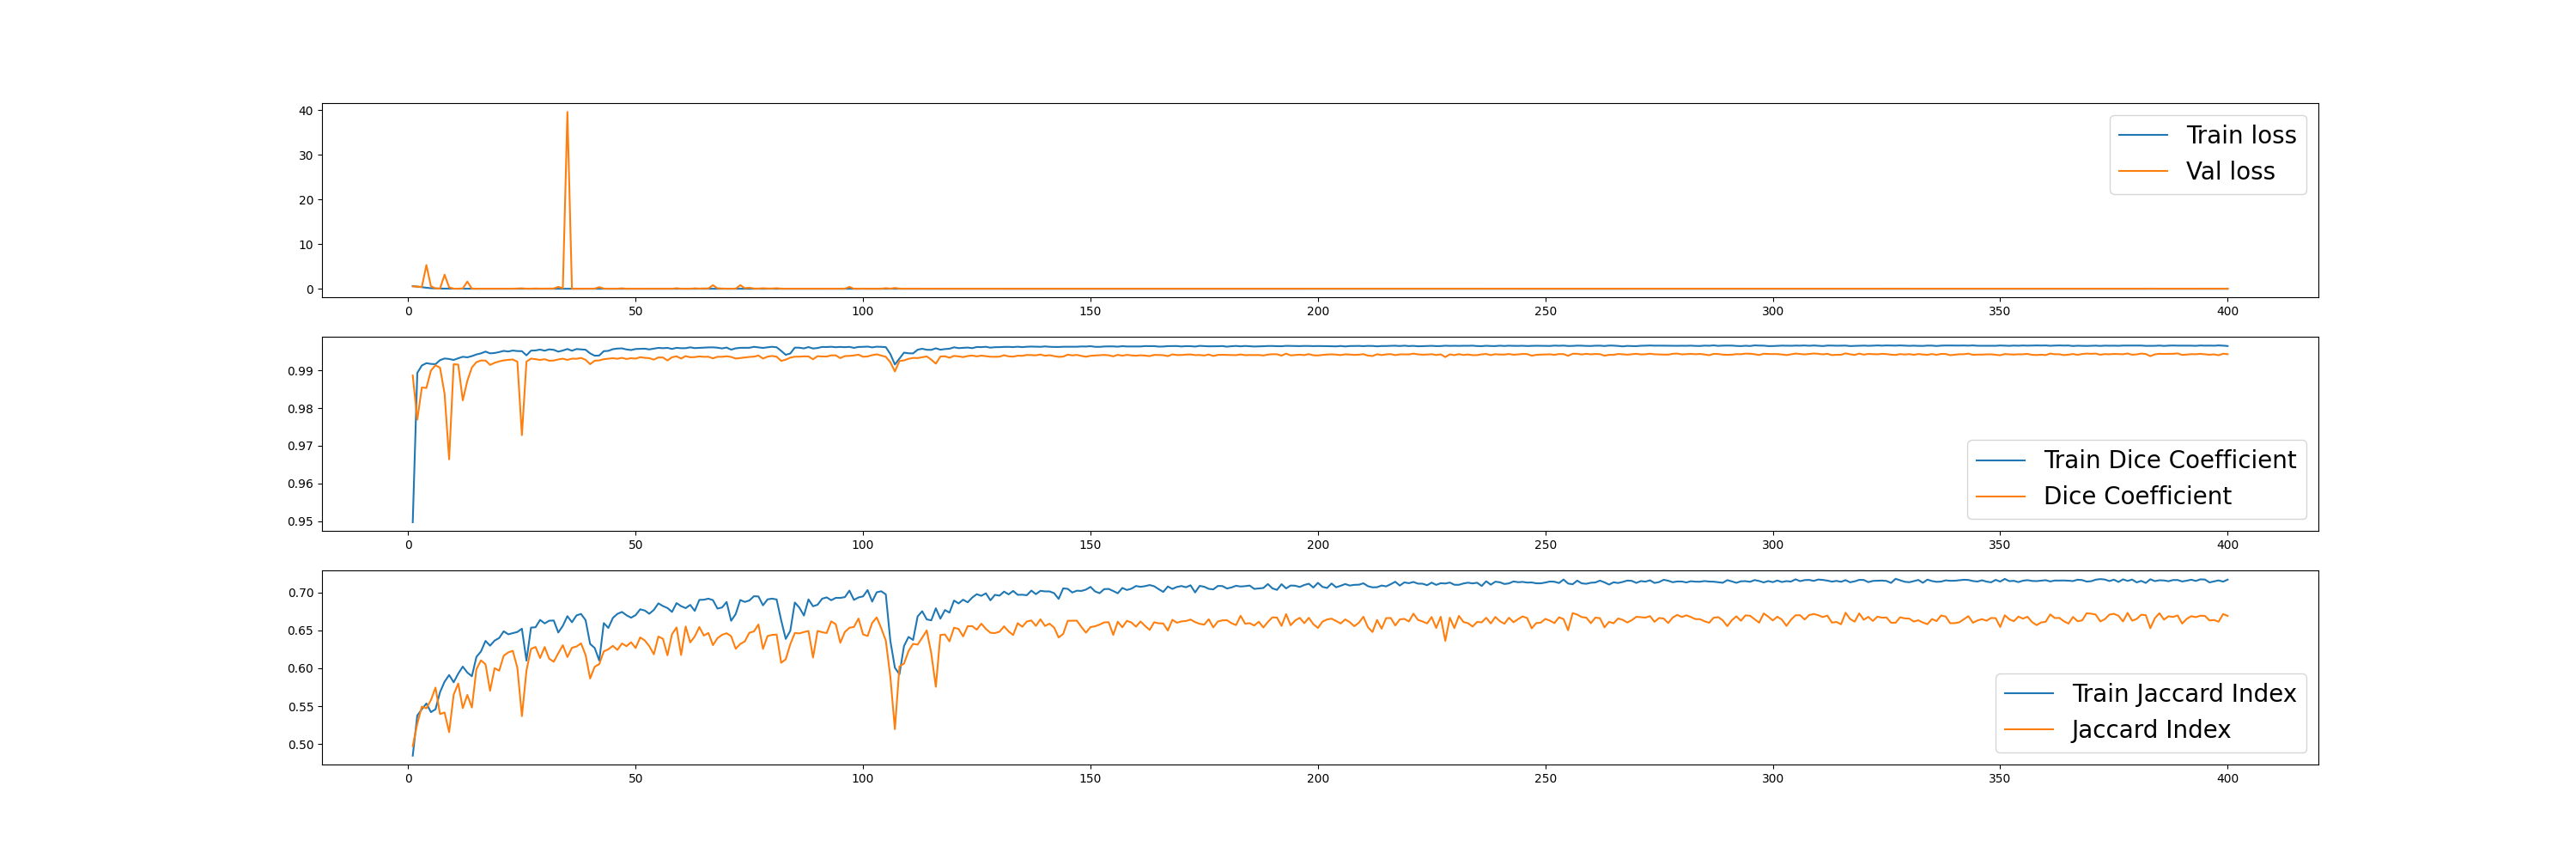 40
30
20
10
0
Train loss
Val loss
0 50 100 150 200 250 300 350 400
0.99
0.98
0.97
0.96
0.95
Train Dice Coefficient
Dice Coefficient
0 50 100 150 200 250 300 350 400
0.70
0.65
0.60
0.55
0.50
Train Jaccard Index
Jaccard Index
0 50 100 150 200 250 300 350 400